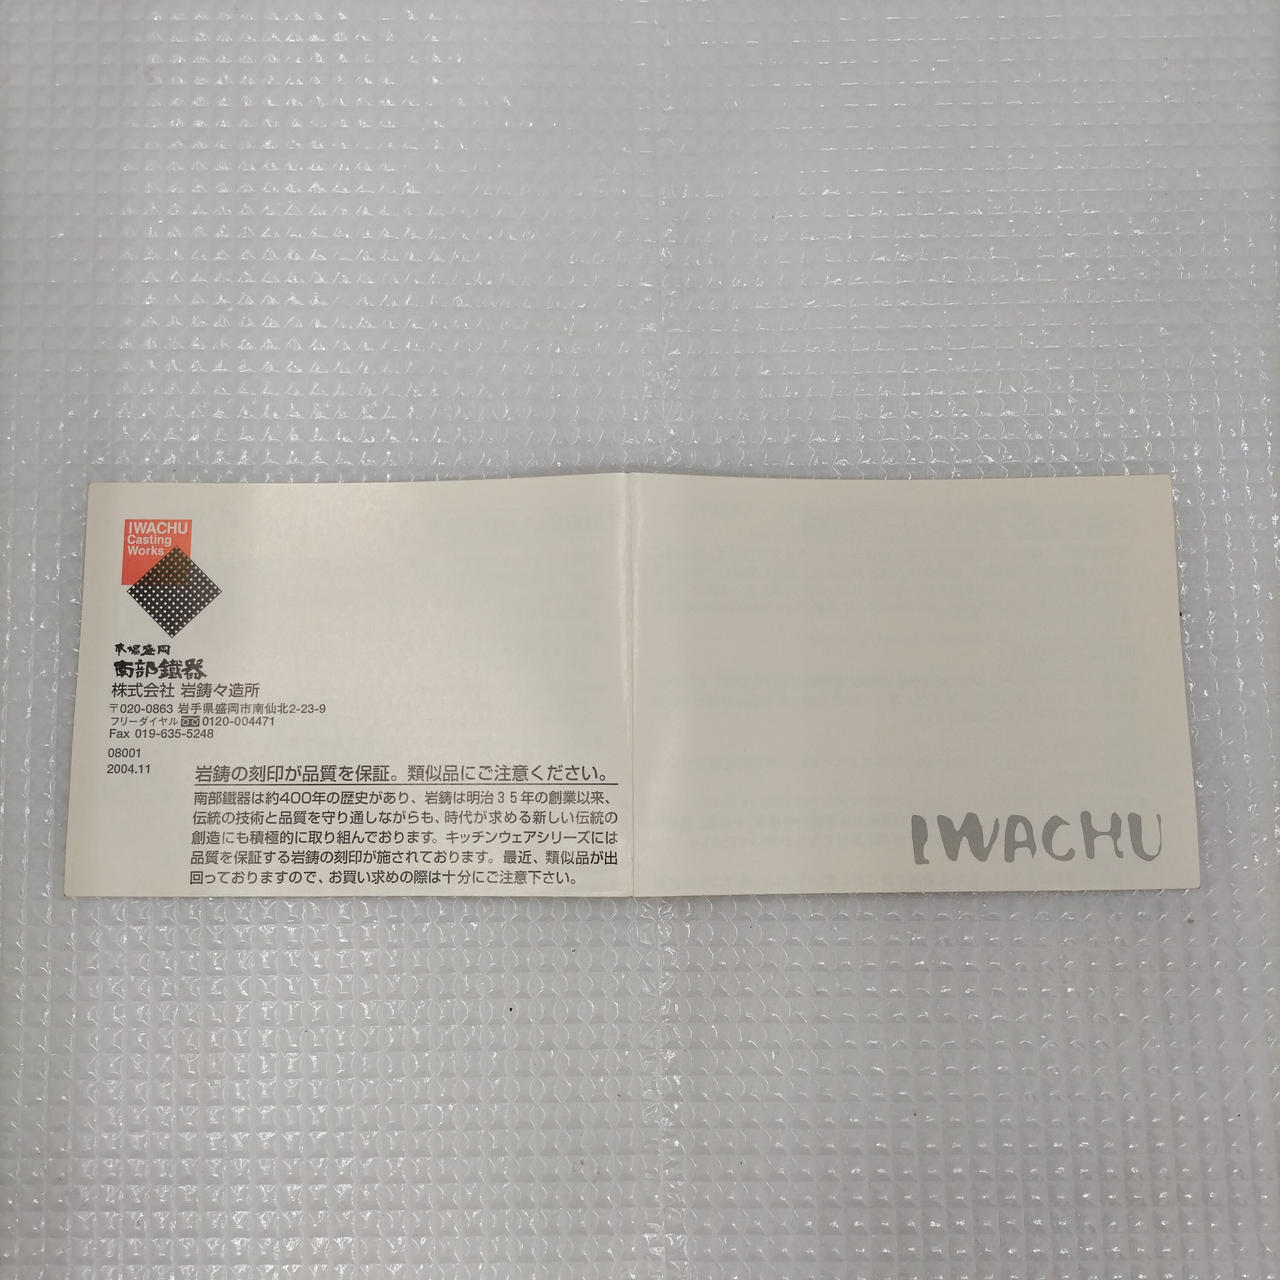 IWACHU
Casting
Works
本場盛岡
南部鐵器
株式会社 岩鋳々造所
〒020-0863 岩手県盛岡市南仙北2-23-9
フリーダイヤル 0120-004471
Fax 019-635-5248
08001
2004.11
岩鋳の刻印が品質を保証。類似品にご注意ください。
南部鐵器は約400年の歴史があり、岩鋳は明治35年の創業以来、
伝統の技術と品質を守り通しながらも、時代が求める新しい伝統の
創造にも積極的に取り組んでおります。キッチンウェアシリーズには
品質を保証する岩鋳の刻印が施されております。最近、類似品が出
回っておりますので、お買い求めの際は十分にご注意下さい。
IWACHU